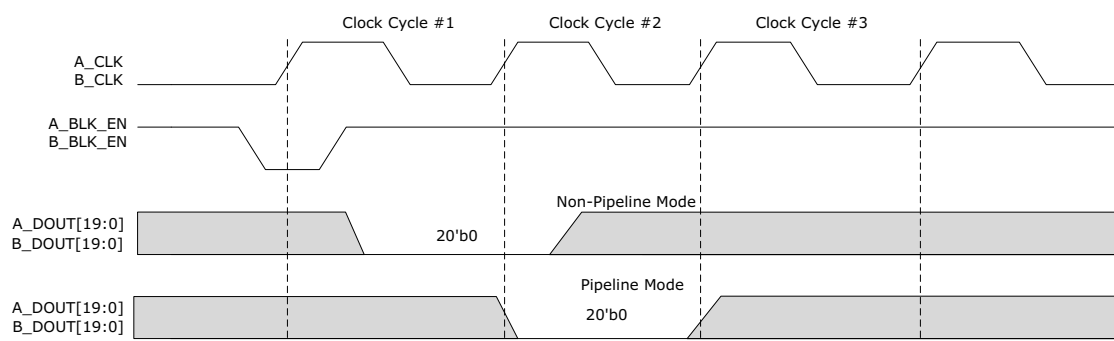 Clock Cycle #1
Clock Cycle #2
Clock Cycle #3
A_CLK
B_CLK
A_BLK_EN
B_BLK_EN
Non-Pipeline Mode
A_DOUT[19:0]
B_DOUT[19:0]
20'b0
Pipeline Mode
A_DOUT[19:0]
B_DOUT[19:0]
20'b0